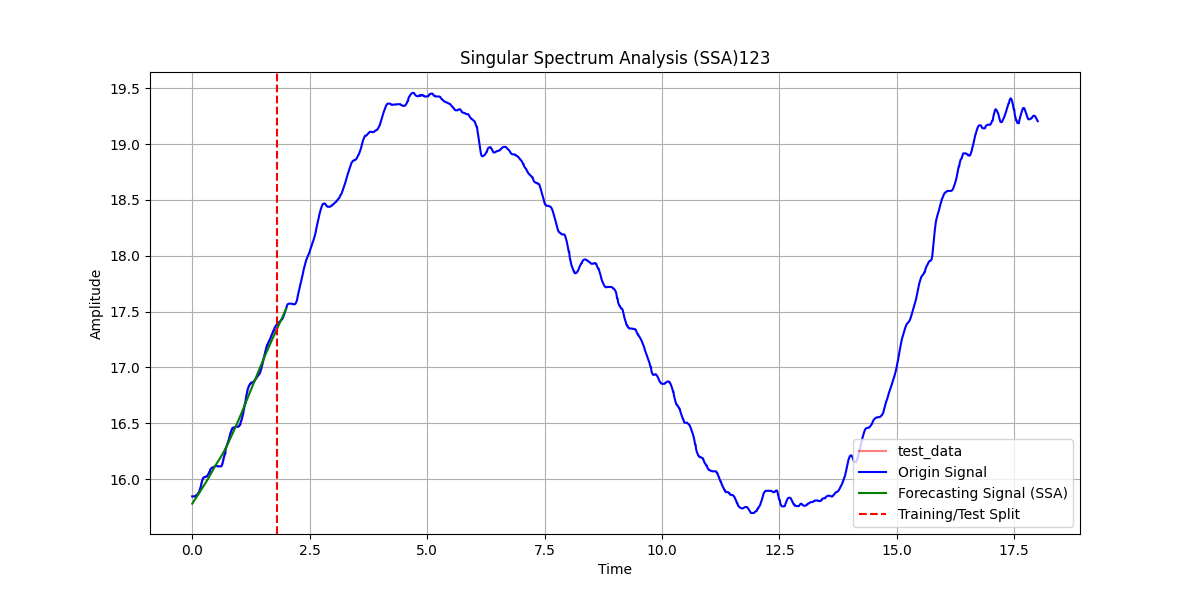 Singular Spectrum Analysis (SSA)123
19.5
19.0
18.5
18.0
17.5
17.0
16.5
16.0
Amplitude
0.0 2.5 5.0 7.5 10.0 12.5 15.0 17.5
Time
test_data
Origin Signal
Forecasting Signal (SSA)
Training/Test Split